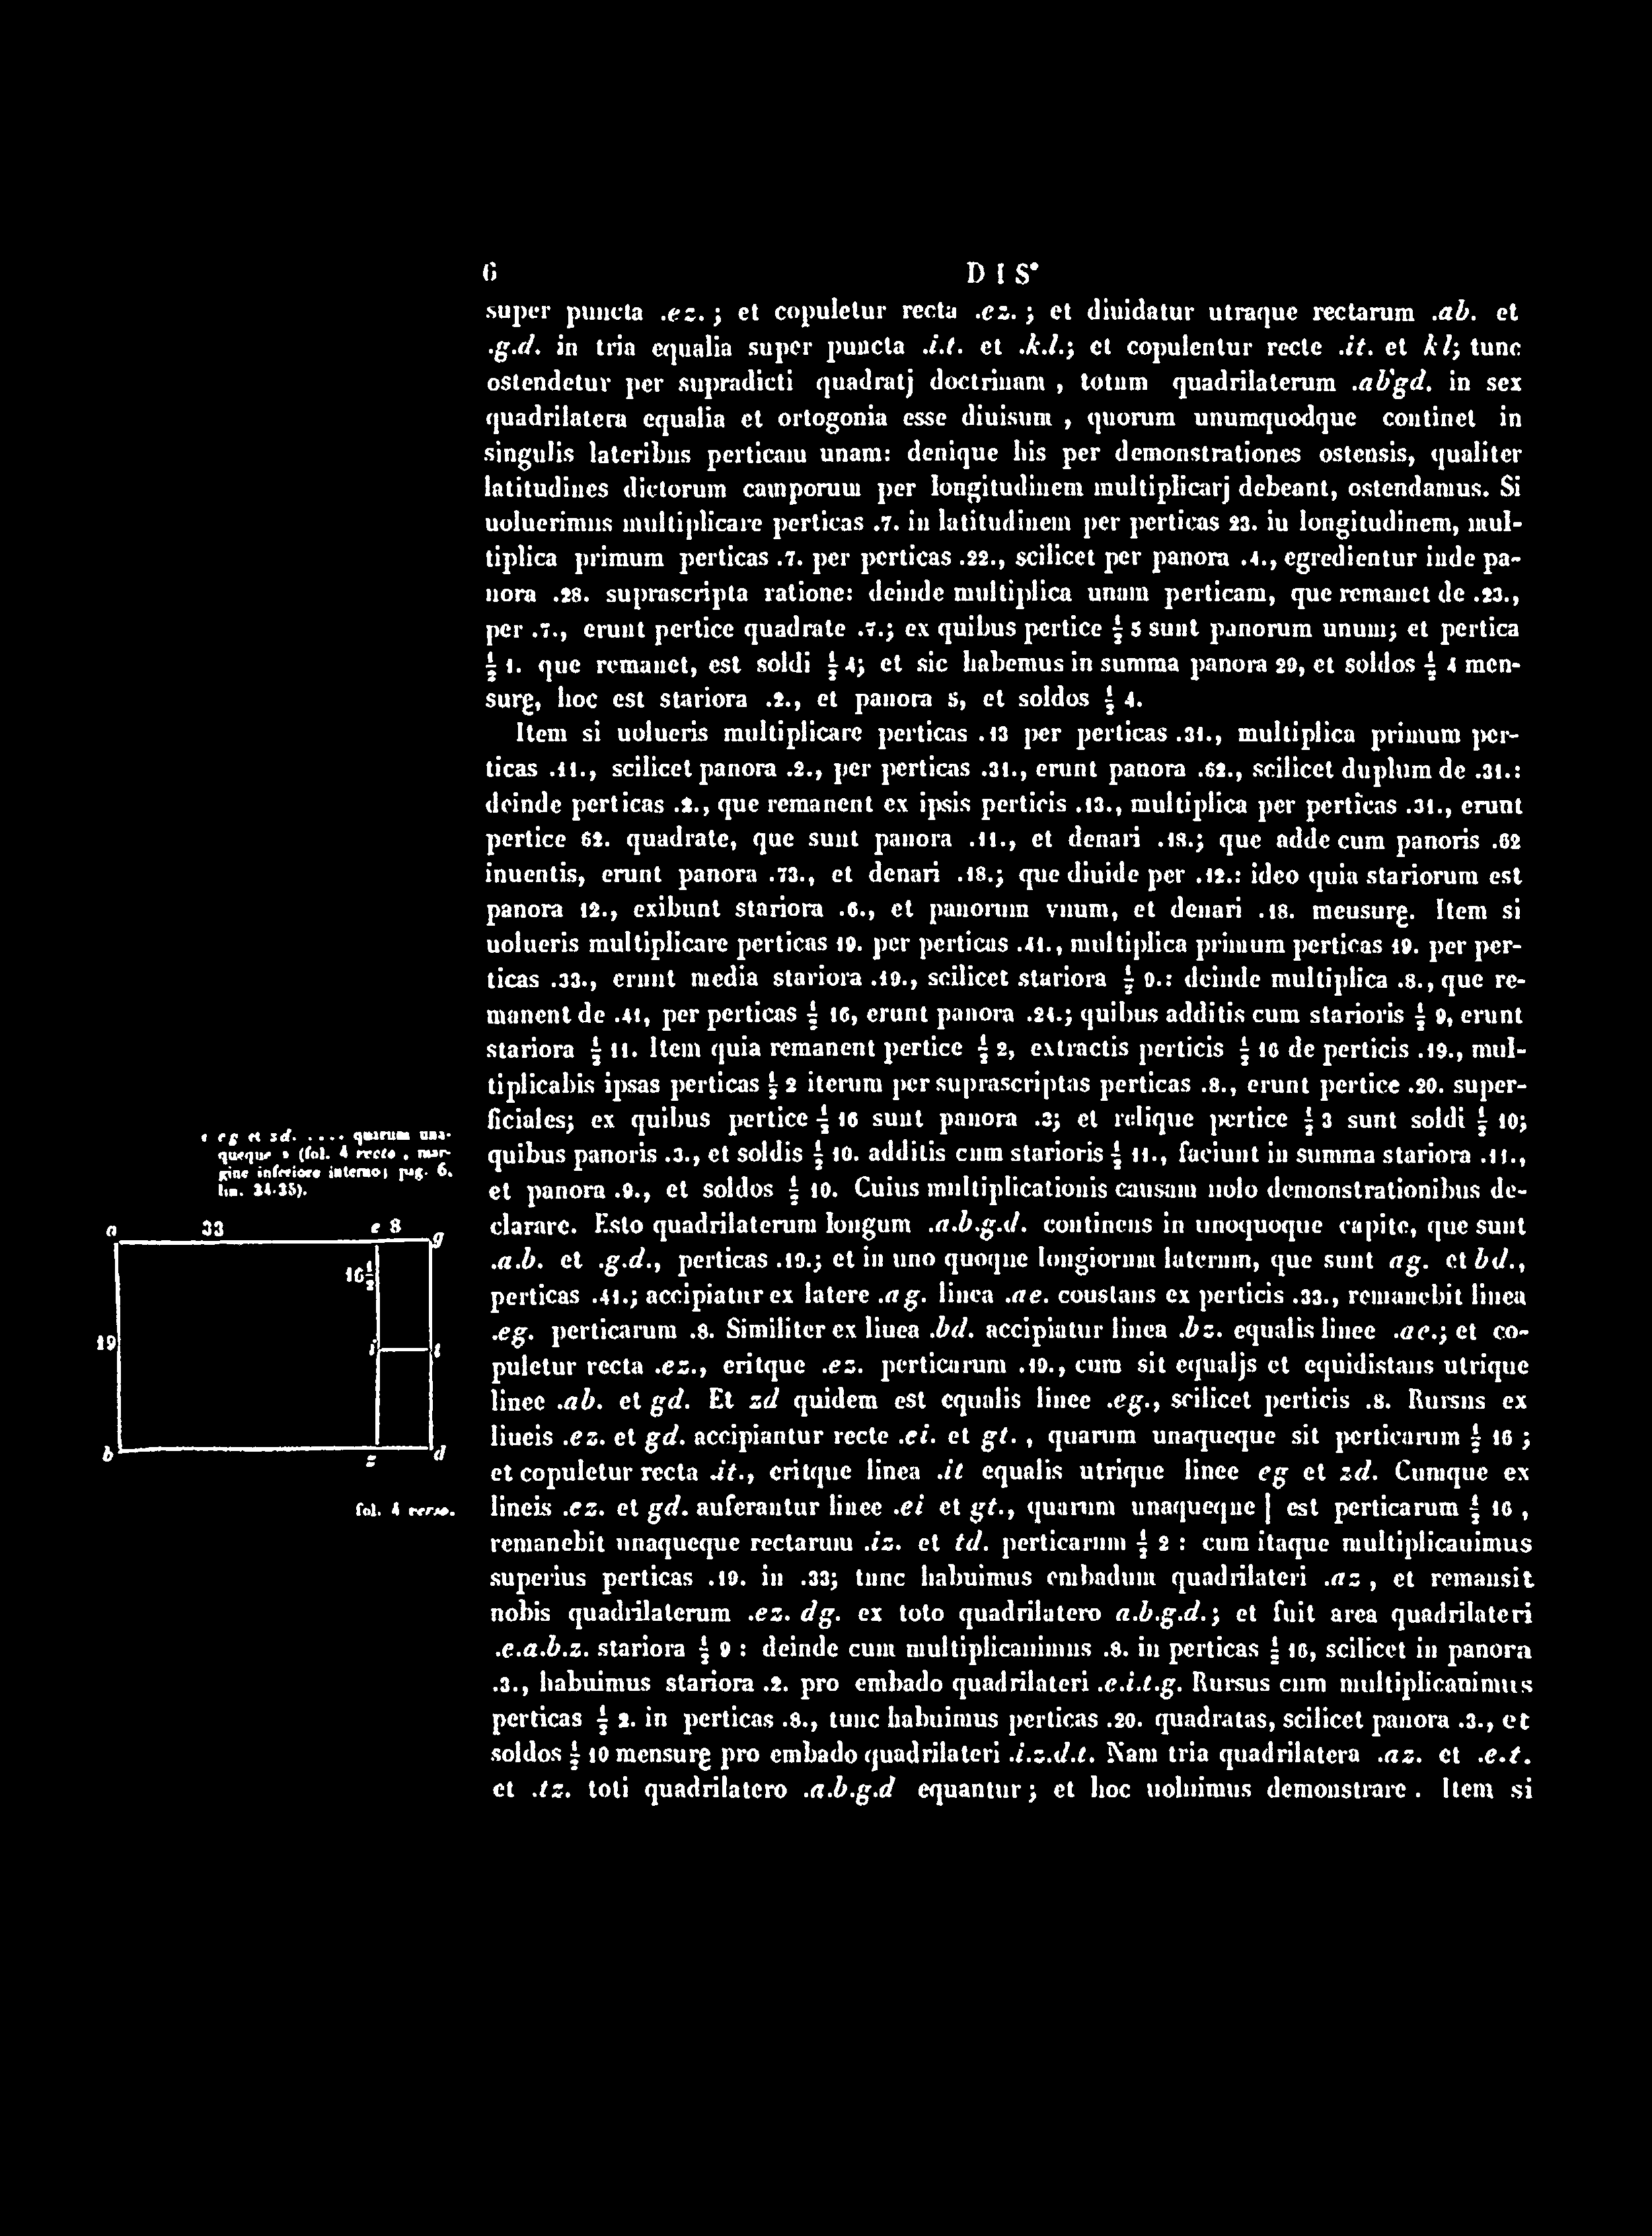 6 DIS*
super puncta .ez.; et copuletur recta .ez.; et diuidatur utraque rectarum .ab. et
.g.d. in tria equalia super puncta .i.t. et .k.l.; et copulentur recte .it. et kl; tunc
ostendetur per supradicti quadratj doctrinam , totum quadrilaterum .ab'gd. in sex
quadrilatera equalia et ortogonia esse diuisum , quorum unumquodque continet in
singulis lateribus perticam unam: denique his per demonstrationes ostensis, qualiter
latitudines dictorum camporum per longitudinem multiplicarj debeant, ostendamus. Si
uoluerimus multiplicare perticas .7. in latitudinem per perticas 23. in longitudinem, mul-
tiplica primum perticas .7. per perticas .22., scilicet per panora .4., egredientur inde pa-
nora .28. suprascripta ratione: deinde multiplica unam perticam, que remanet de .23.,
per .7., erunt pertice quadrate .7.; ex quibus pertice ½ 5 sunt panorum unum; et pertica
½ 1. que remanet, est soldi ½ 4; et sic habemus in summa panora 29, et soldos ½ 4 men-
surę, hoc est stariora .2., et panora 5, et soldos ½ 4.
Item si uolueris multiplicare perticas .13 per perticas .31., multiplica primum per-
ticas .11., scilicet panora .2., per perticas .31., erunt panora .62., scilicet duplum de .31.:
deinde perticas .2., que remanent ex ipsis perticis .13., multiplica per perticas .31., erunt
pertice 62. quadrate, que sunt panora .11., et denari .18.; que adde cum panoris .62
inuentis, erunt panora .73., et denari .18.; que diuide per .12.: ideo quia stariorum est
panora 12., exibunt stariora .6., et panorum vnum, et denari .18. mensurę. Item si
uolueris multiplicare perticas 19. per perticas .41., multiplica primum perticas 19. per per-
ticas .33., erunt media stariora .19., scilicet stariora ½ 9.: deinde multiplica .8., que re-
manent de .41, per perticas ½ 16, erunt panora .24.; quibus additis cum starioris ½ 9, erunt
stariora ½ 11. Item quia remanent pertice ½ 2, extractis perticis ½ 16 de perticis .19., mul-
tiplicabis ipsas perticas ½ 2 iterum per suprascriptas perticas .8., erunt pertice .20. super-
ficiales; ex quibus pertice ½ 16 sunt panora .3; et relique pertice ½ 3 sunt soldi ½ 10;
quibus panoris .3., et soldis ½ 10. additis cum starioris ½ 11., faciunt in summa stariora .11.,
et panora .9., et soldos ½ 10. Cuius multiplicationis causam uolo demonstrationibus de-
clarare. Esto quadrilaterum longum .a.b.g.d. continens in unoquoque capite, que sunt
.a.b. et .g.d., perticas .19.; et in uno quoque longiorum laterum, que sunt ag. et bd.,
perticas .41.; accipiatur ex latere .ag. linea .ae. constans ex perticis .33., remanebit linea
.eg. perticarum .8. Similiter ex linea .bd. accipiatur linea .bz. equalis linee .ae.; et co-
puletur recta .ez., eritque .ez. perticarum .19., cum sit equaljs et equidistans utrique
linee .ab. et gd. Et zd quidem est equalis linee .eg., scilicet perticis .8. Rursus ex
lineis .ez. et gd. accipiantur recte .ei. et gt. , quarum unaqueque sit perticarum ½ 16 ;
et copuletur recta .it., eritque linea .it equalis utrique linee eg et zd. Cumque ex
lineis .ez. et gd. auferantur linee .ei et gt., quarum unaqueque | est perticarum ½ 16 ,
remanebit unaqueque rectarum .iz. et td. perticarum ½ 2 : cum itaque multiplicauimus
superius perticas .19. in .33; tunc habuimus embadum quadrilateri .az , et remansit
nobis quadrilaterum .ez. dg. ex toto quadrilatero a.b.g.d.; et fuit area quadrilateri
.e.a.b.z. stariora ½ 9 : deinde cum multiplicauimus .8. in perticas ½ 16, scilicet in panora
.3., habuimus stariora .2. pro embado quadrilateri .e.i.t.g. Rursus cum multiplicauimus
perticas ½ 2. in perticas .8., tunc habuimus perticas .20. quadratas, scilicet panora .3., et
soldos ½ 10 mensurę pro embado quadrilateri .i.z.d.t. Nam tria quadrilatera .az. et .e.t.
et .tz. toti quadrilatero .a.b.g.d equantur; et hoc uoluimus demonstrare . Item si
« eg et zd. .... quarum una-
queque » (fol. 4 recto , mar-
gine inferiore interno; pag. 6,
lin. 34-35).
a 33 e 8 g
16½
19 i t
b z d
fol. 4 verso.